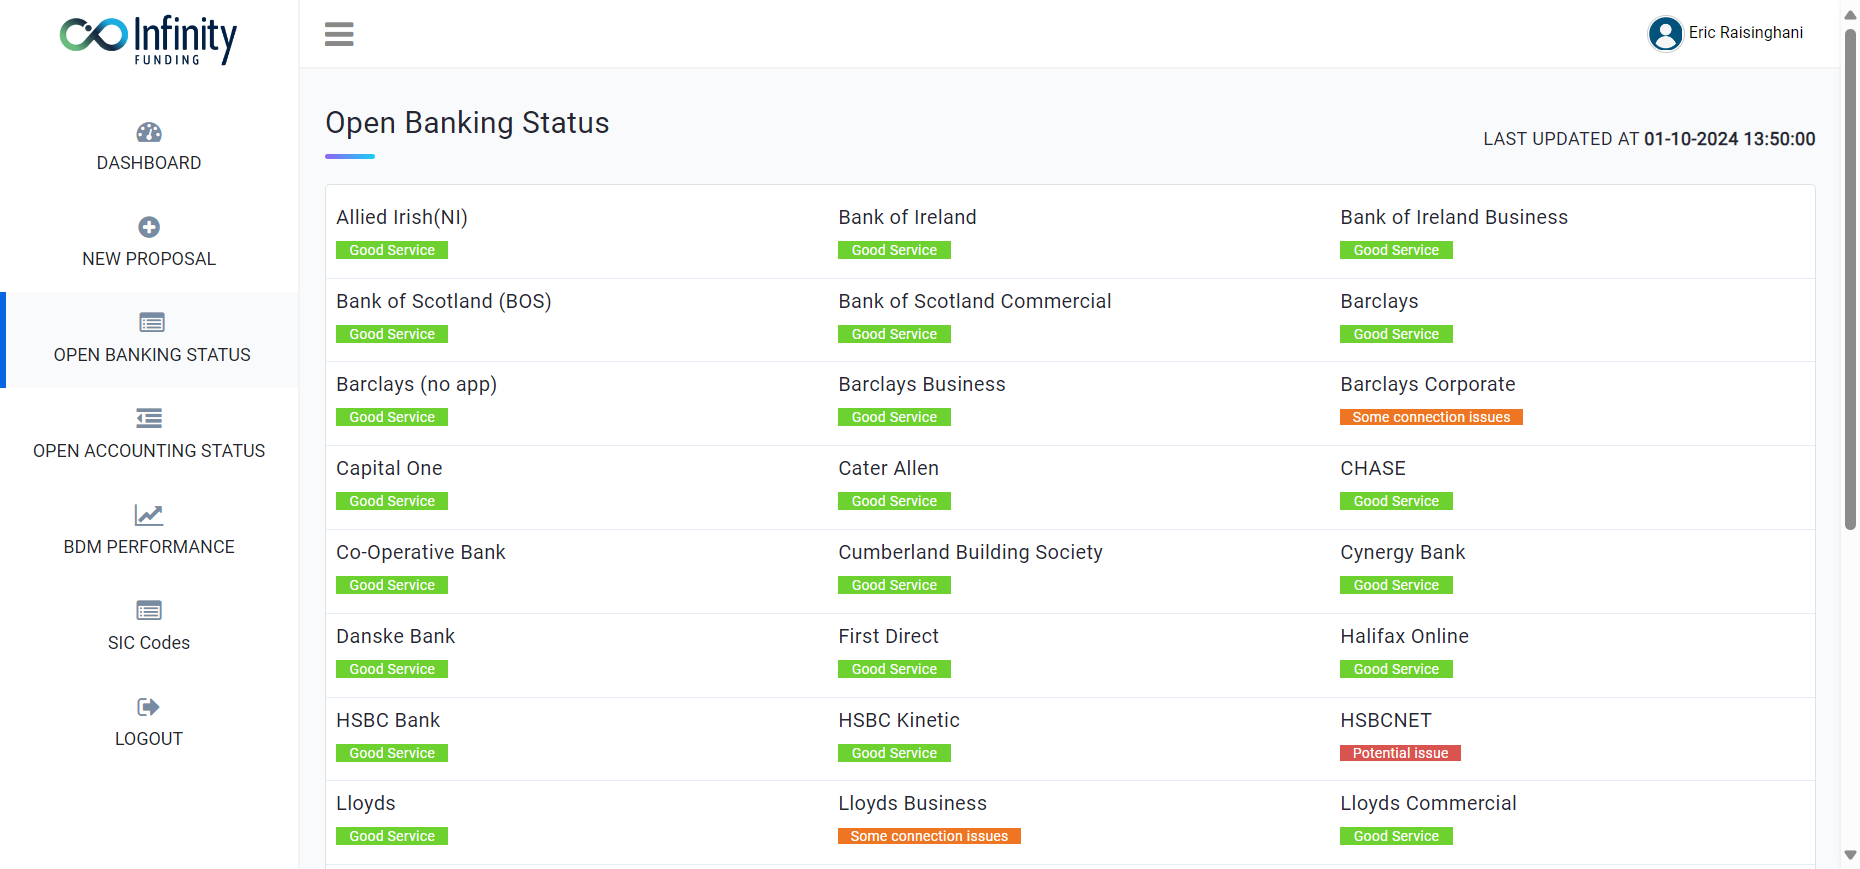 Infinity
FUNDING
Eric Raisinghani
DASHBOARD
NEW PROPOSAL
OPEN BANKING STATUS
OPEN ACCOUNTING STATUS
BDM PERFORMANCE
SIC Codes
LOGOUT
Open Banking Status
LAST UPDATED AT 01-10-2024 13:50:00
Allied Irish(NI) Bank of Ireland Bank of Ireland Business
Good Service Good Service Good Service
Bank of Scotland (BOS) Bank of Scotland Commercial Barclays
Good Service Good Service Good Service
Barclays (no app) Barclays Business Barclays Corporate
Good Service Good Service Some connection issues
Capital One Cater Allen CHASE
Good Service Good Service Good Service
Co-Operative Bank Cumberland Building Society Cynergy Bank
Good Service Good Service Good Service
Danske Bank First Direct Halifax Online
Good Service Good Service Good Service
HSBC Bank HSBC Kinetic HSBCNET
Good Service Good Service Potential issue
Lloyds Lloyds Business Lloyds Commercial
Good Service Some connection issues Good Service